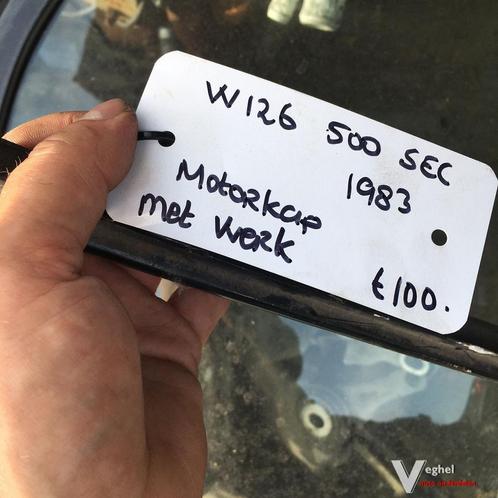 W126 500 SEC
1983
Motorkap
met werk
€100.
Veghel